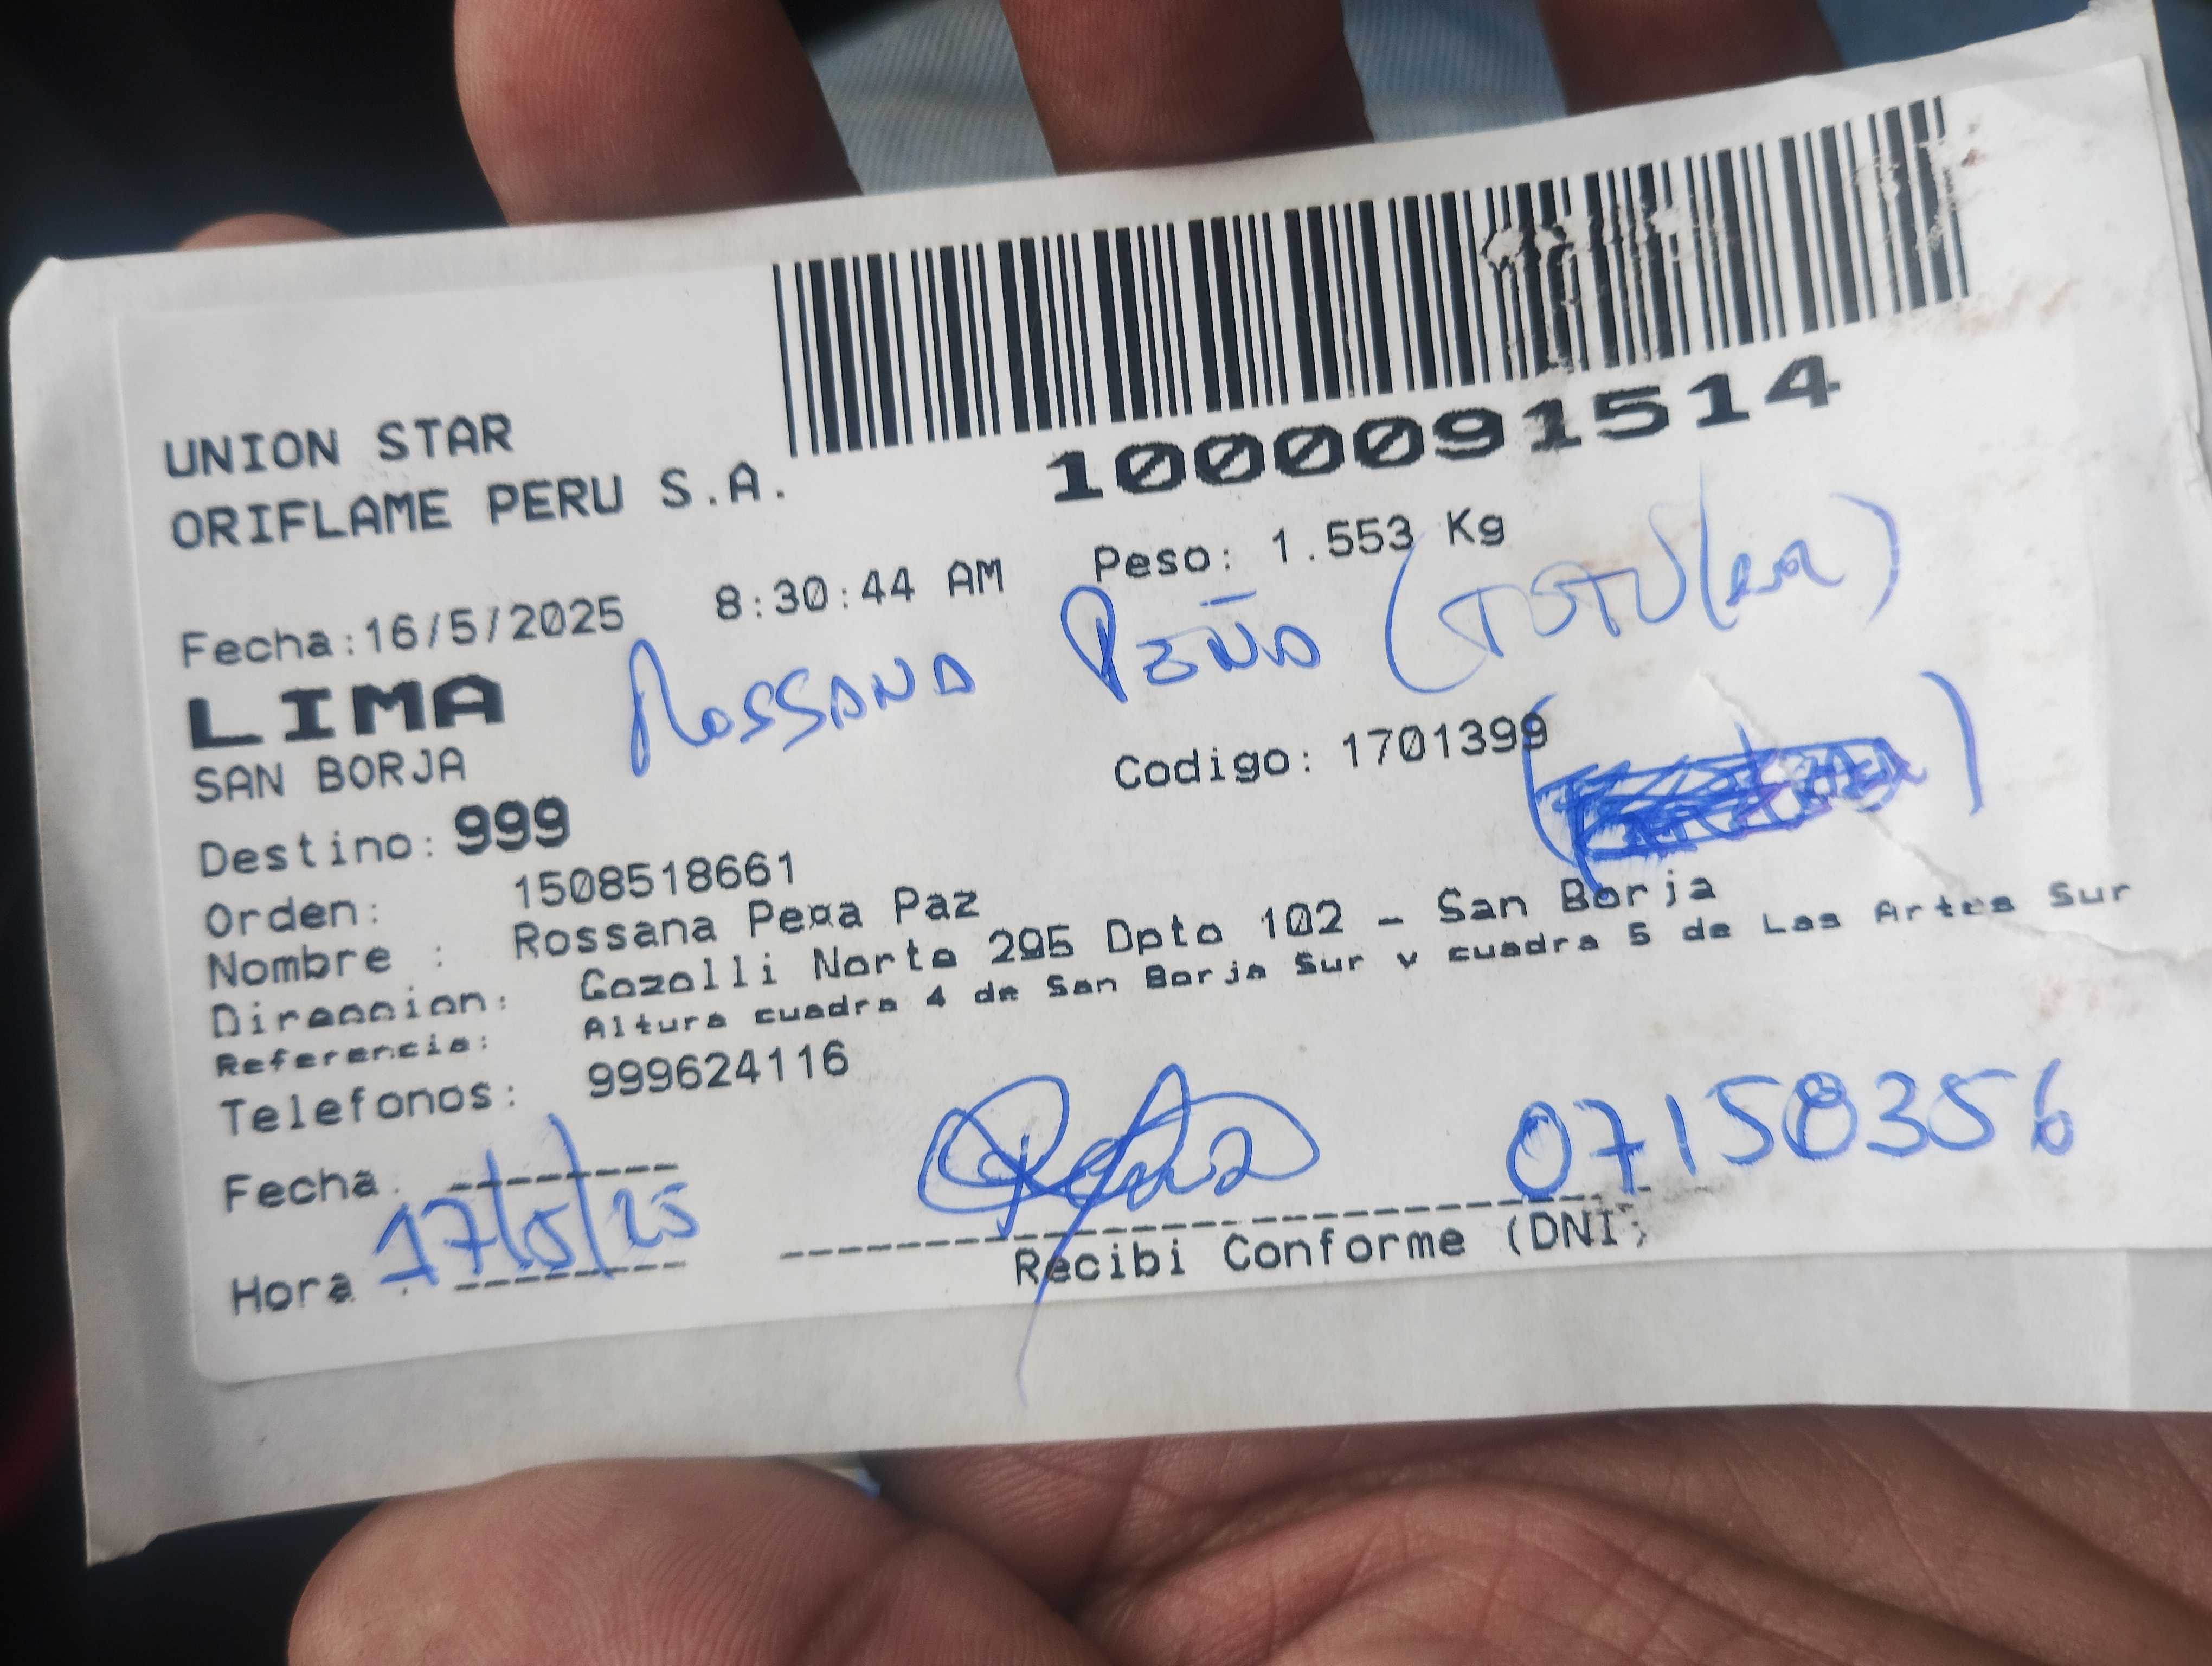 UNION STAR
ORIFLAME PERU S.A.
1000091514
Fecha:16/5/2025 8:30:44 AM Peso: 1.553 Kg
LIMA
ROSSANA PEÑA (TITULAR)
SAN BORJA
Codigo: 1701399
Destino: 999
Orden: 1508518661
Nombre : Rossana Pe¤a Paz
Direccion: Gozolli Norte 295 Dpto 102 - San Borja
Referencia: Altura cuadra 4 de San Borja Sur y cuadra 5 de Las Artes Sur
Telefonos: 999624116
Fecha
17/5/25
07158356
Hora
Recibi Conforme (DNI)